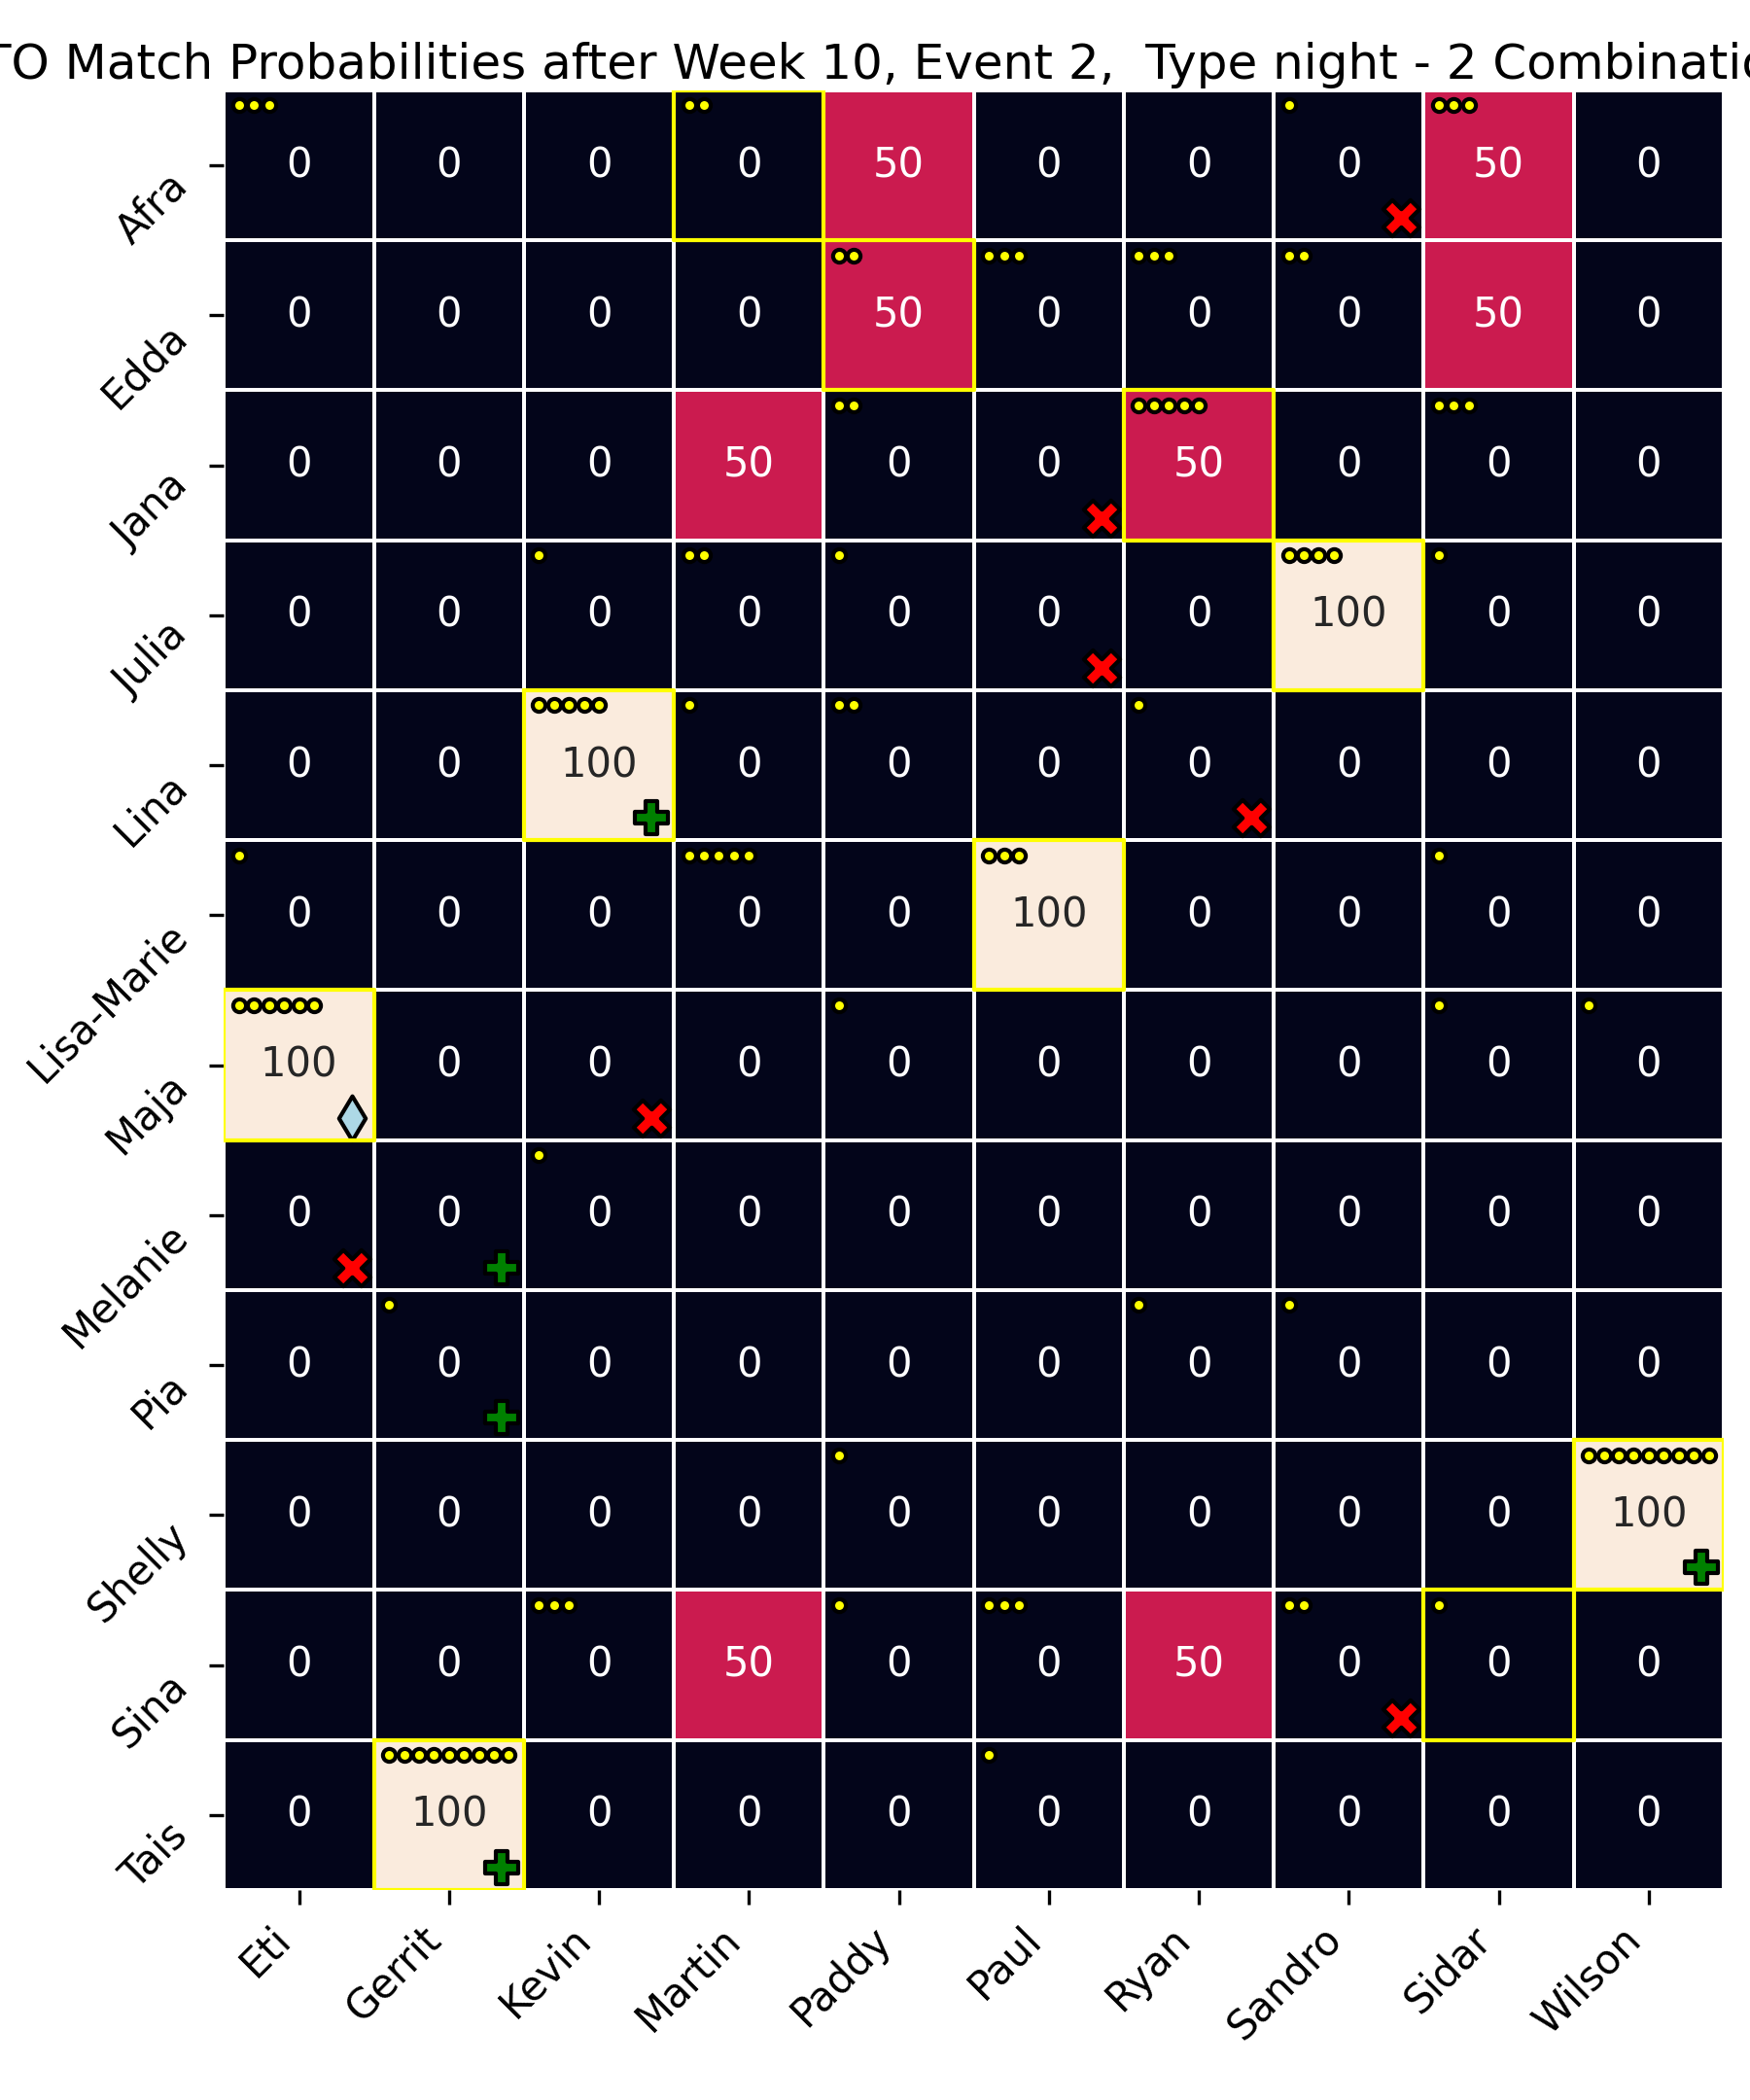 TO Match Probabilities after Week 10, Event 2, Type night - 2
Afra 0 0 0 0 50 0 0 0 50 0
Edda 0 0 0 0 50 0 0 0 50 0
Jana 0 0 0 50 0 0 50 0 0 0
Julia 0 0 0 0 0 0 0 100 0 0
Lina 0 0 100 0 0 0 0 0 0 0
Lisa-Marie 0 0 0 0 0 100 0 0 0 0
Maja 100 0 0 0 0 0 0 0 0 0
Melanie 0 0 0 0 0 0 0 0 0 0
Pia 0 0 0 0 0 0 0 0 0 0
Shelly 0 0 0 0 0 0 0 0 0 100
Sina 0 0 0 50 0 0 50 0 0 0
Tais 0 100 0 0 0 0 0 0 0 0
Eti Gerrit Kevin Martin Paddy Paul Ryan Sandro Sidar Wilson